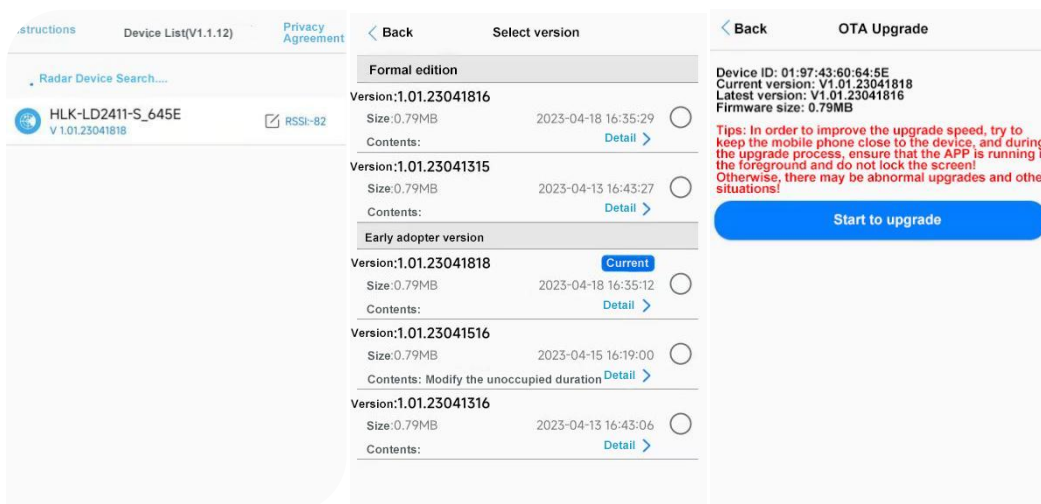 .structions
Device List(V1.1.12)
Privacy
Agreement
Radar Device Search....
HLK-LD2411-S_645E
V 1.01.23041818
RSSI:-82
Back
Select version
Formal edition
Version:1.01.23041816
Size:0.79MB
2023-04-18 16:35:29
Contents:
Detail
Version:1.01.23041315
Size:0.79MB
2023-04-13 16:43:27
Contents:
Detail
Early adopter version
Version:1.01.23041818
Current
Size:0.79MB
2023-04-18 16:35:12
Contents:
Detail
Version:1.01.23041516
Size:0.79MB
2023-04-15 16:19:00
Contents: Modify the unoccupied duration
Detail
Version:1.01.23041316
Size:0.79MB
2023-04-13 16:43:06
Contents:
Detail
Back
OTA Upgrade
Device ID: 01:97:43:60:64:5E
Current version: V1.01.23041818
Latest version: V1.01.23041816
Firmware size: 0.79MB
Tips: In order to improve the upgrade speed, try to
keep the mobile phone close to the device, and during
the upgrade process, ensure that the APP is running i
the foreground and do not lock the screen!
Otherwise, there may be abnormal upgrades and othe
situations!
Start to upgrade